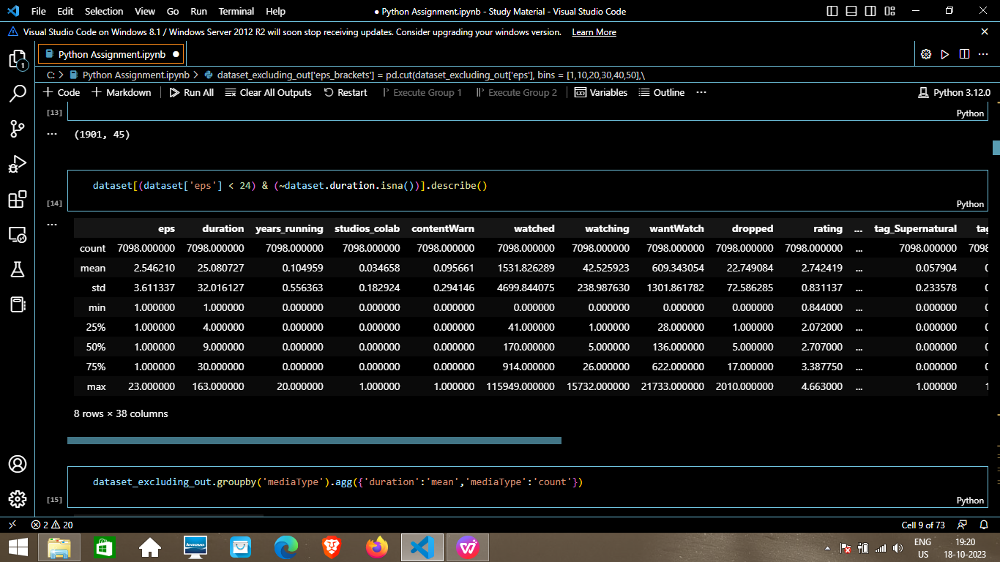 File Edit Selection View Go Run Terminal Help ● Python Assignment.ipynb - Study Material - Visual Studio Code
Visual Studio Code on Windows 8.1 / Windows Server 2012 R2 will soon stop receiving updates. Consider upgrading your windows version. Learn More
Python Assignment.ipynb ●
C: > Python Assignment.ipynb > dataset_excluding_out['eps_brackets'] = pd.cut(dataset_excluding_out['eps'], bins = [1,10,20,30,40,50],\
+ Code + Markdown Run All Clear All Outputs Restart Execute Group 1 Execute Group 2 Variables Outline ... Python 3.12.0
1
[13] Python
... (1901, 45)
dataset[(dataset['eps'] < 24) & (~dataset.duration.isna())].describe()
[14] Python
...
eps duration years_running studios_colab contentWarn watched watching wantWatch dropped rating ... tag_Supernatural tag
count 7098.000000 7098.000000 7098.000000 7098.000000 7098.000000 7098.000000 7098.000000 7098.000000 7098.000000 7098.000000 ... 7098.000000 7098
mean 2.546210 25.080727 0.104959 0.034658 0.095661 1531.826289 42.525923 609.343054 22.749084 2.742419 ... 0.057904 0
std 3.611337 32.016127 0.556363 0.182924 0.294146 4699.844075 238.987630 1301.861782 72.586285 0.831137 ... 0.233578 0
min 1.000000 1.000000 0.000000 0.000000 0.000000 0.000000 0.000000 0.000000 0.000000 0.844000 ... 0.000000 0
25% 1.000000 4.000000 0.000000 0.000000 0.000000 41.000000 1.000000 28.000000 1.000000 2.072000 ... 0.000000 0
50% 1.000000 9.000000 0.000000 0.000000 0.000000 170.000000 5.000000 136.000000 5.000000 2.707000 ... 0.000000 0
75% 1.000000 30.000000 0.000000 0.000000 0.000000 914.000000 26.000000 622.000000 17.000000 3.387750 ... 0.000000 0
max 23.000000 163.000000 20.000000 1.000000 1.000000 115949.000000 15732.000000 21733.000000 2010.000000 4.663000 ... 1.000000 1
8 rows × 38 columns
dataset_excluding_out.groupby('mediaType').agg({'duration':'mean','mediaType':'count'})
[15] Python
2 20 Cell 9 of 73
lenovo
ENG 19:20
US 18-10-2023